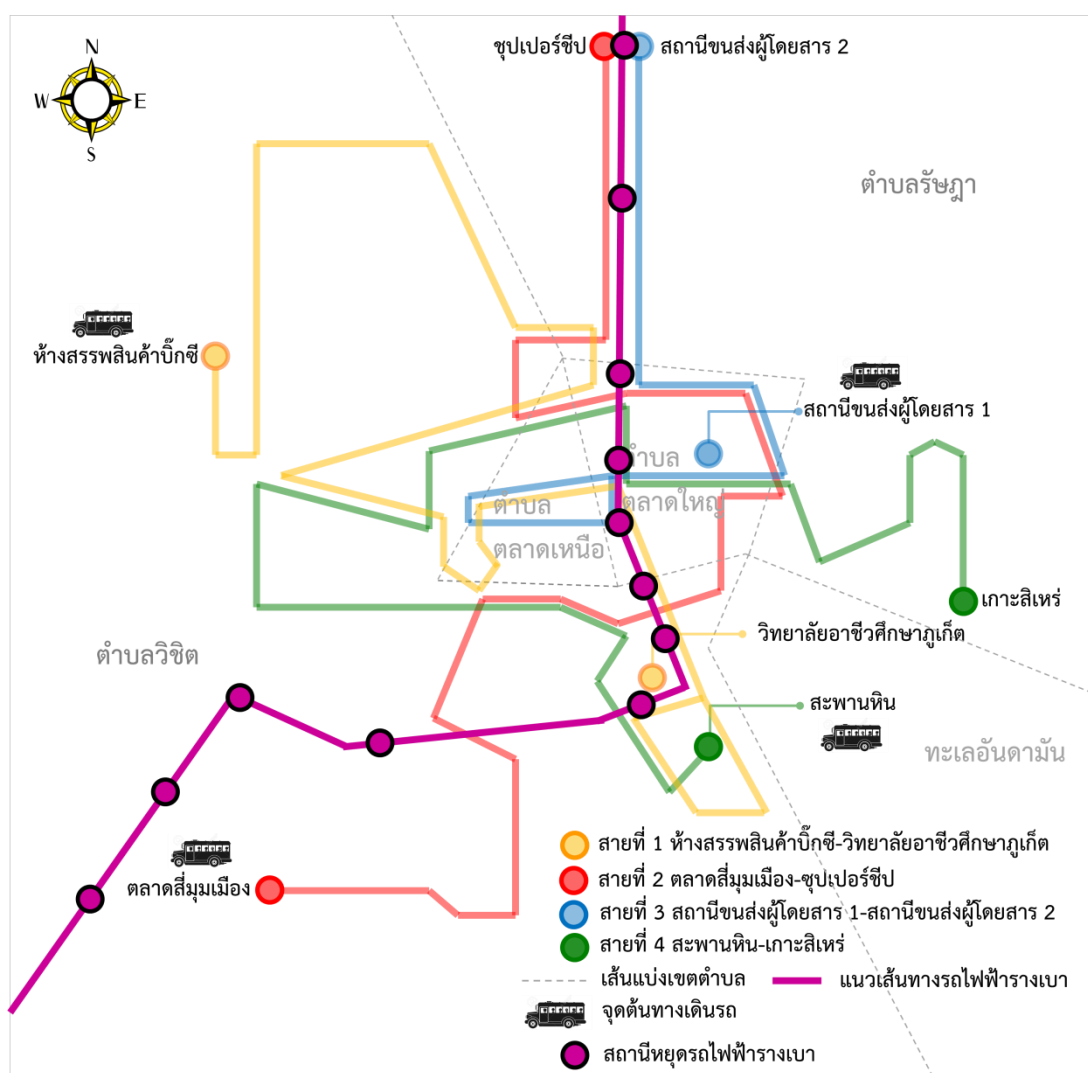 N
W E
S
ซุปเปอร์ชีป
สถานีขนส่งผู้โดยสาร 2
ตำบลรัษฎา
ห้างสรรพสินค้าบิ๊กซี
สถานีขนส่งผู้โดยสาร 1
ตำบล
ตลาดใหญ่
ตำบล
ตลาดเหนือ
เกาะสิเหร่
วิทยาลัยอาชีวศึกษาภูเก็ต
ตำบลวิชิต
สะพานหิน
ทะเลอันดามัน
ตลาดสี่มุมเมือง
สายที่ 1 ห้างสรรพสินค้าบิ๊กซี-วิทยาลัยอาชีวศึกษาภูเก็ต
สายที่ 2 ตลาดสี่มุมเมือง-ซุปเปอร์ชีป
สายที่ 3 สถานีขนส่งผู้โดยสาร 1-สถานีขนส่งผู้โดยสาร 2
สายที่ 4 สะพานหิน-เกาะสิเหร่
เส้นแบ่งเขตตำบล
แนวเส้นทางรถไฟฟ้ารางเบา
จุดต้นทางเดินรถ
สถานีหยุดรถไฟฟ้ารางเบา